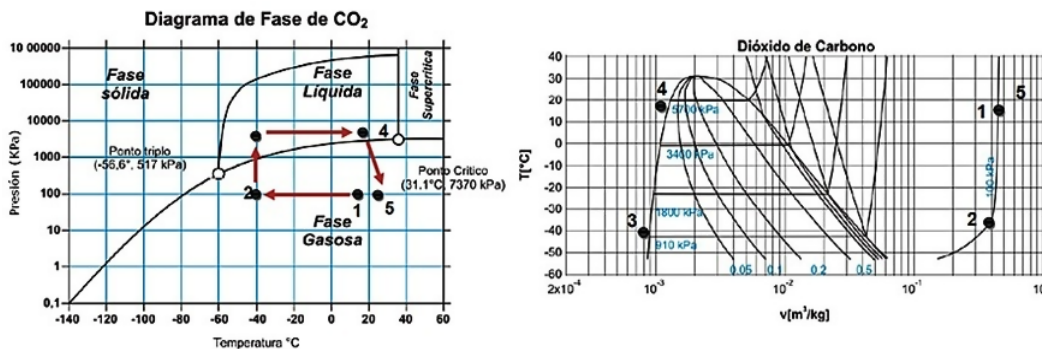 Diagrama de Fase de CO₂
10 00000
100000
10000
1000
100
10
1
0,1
Presión (KPa)
Fase
sólida
Fase
Líquida
Fase
Supercrítica
Ponto triplo
(-56,6°, 517 kPa)
4
Ponto Crítico
(31.1°C, 7370 kPa)
2
1
5
Fase
Gasosa
-140
-120
-100
-80
-60
-40
-20
0
20
40
60
Temperatura °C
Dióxido de Carbono
T[°C]
40
30
20
10
0
-10
-20
-30
-40
-50
-60
4
5700 kPa
3460 kPa
1800 kPa
3
910 kPa
0.05
0.1
0.2
0.5
1
5
100 kPa
2
2x10⁻⁴
10⁻³
10⁻²
10⁻¹
v[m³/kg]